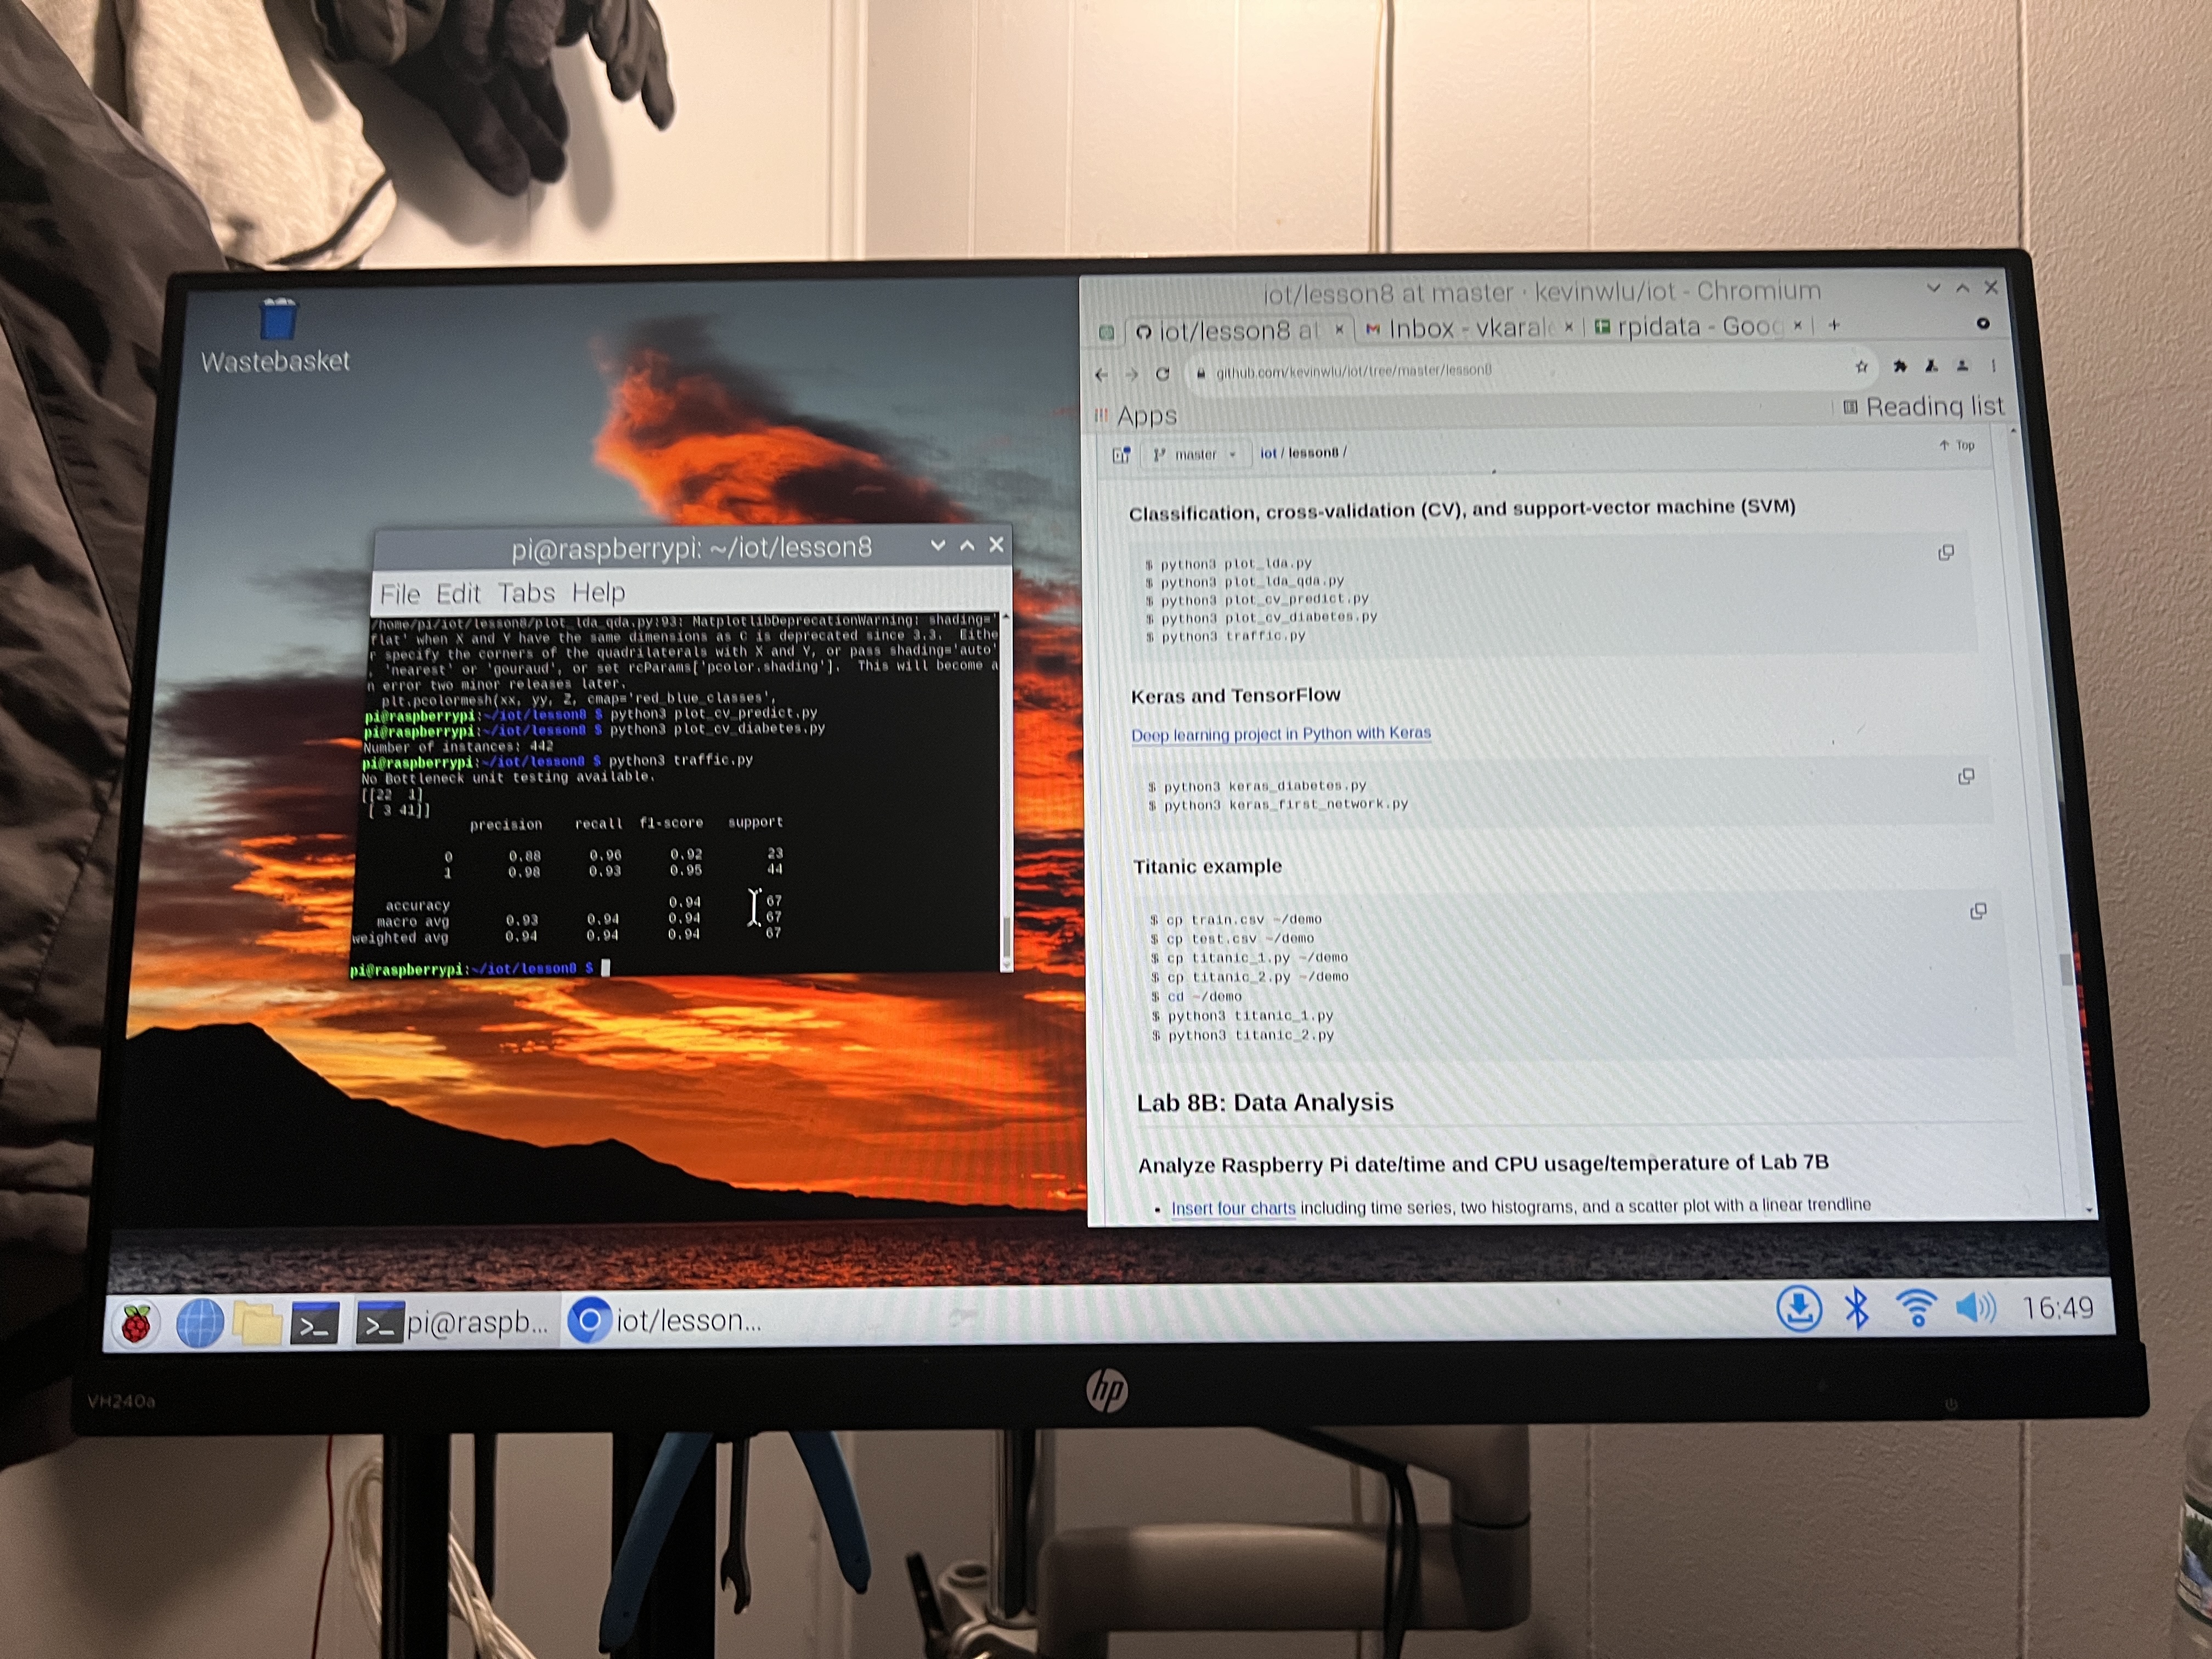 Wastebasket
pi@raspberrypi: ~/iot/lesson8
File Edit Tabs Help
/home/pi/iot/lesson8/plot_lda_qda.py:93: MatplotlibDeprecationWarning: shading='
flat' when X and Y have the same dimensions as C is deprecated since 3.3.  Eithe
r specify the corners of the quadrilaterals with X and Y, or pass shading='auto'
, 'nearest' or 'gouraud', or set rcParams['pcolor.shading'].  This will become a
n error two minor releases later.
plt.pcolormesh(xx, yy, Z, cmap='red_blue_classes',
pi@raspberrypi:~/iot/lesson8 $ python3 plot_cv_predict.py
pi@raspberrypi:~/iot/lesson8 $ python3 plot_cv_diabetes.py
Number of instances: 442
pi@raspberrypi:~/iot/lesson8 $ python3 traffic.py
No Bottleneck unit testing available.
[[22  1]
[ 3 41]]
precision recall f1-score support
0 0.88 0.96 0.92 23
1 0.98 0.93 0.95 44
accuracy 0.94 67
macro avg 0.93 0.94 0.94 67
weighted avg 0.94 0.94 0.94 67
pi@raspberrypi:~/iot/lesson8 $
iot/lesson8 at master · kevinwlu/iot - Chromium
iot/lesson8 at × Inbox - vkaral × rpidata - Goog × +
github.com/kevinwlu/iot/tree/master/lesson8
Apps Reading list
master iot / lesson8 / ↑ Top
Classification, cross-validation (CV), and support-vector machine (SVM)
$ python3 plot_lda.py
$ python3 plot_lda_qda.py
$ python3 plot_cv_predict.py
$ python3 plot_cv_diabetes.py
$ python3 traffic.py
Keras and TensorFlow
Deep learning project in Python with Keras
$ python3 keras_diabetes.py
$ python3 keras_first_network.py
Titanic example
$ cp train.csv ~/demo
$ cp test.csv ~/demo
$ cp titanic_1.py ~/demo
$ cp titanic_2.py ~/demo
$ cd ~/demo
$ python3 titanic_1.py
$ python3 titanic_2.py
Lab 8B: Data Analysis
Analyze Raspberry Pi date/time and CPU usage/temperature of Lab 7B
• Insert four charts including time series, two histograms, and a scatter plot with a linear trendline
pi@raspb... iot/lesson... 16:49
VH240a
hp